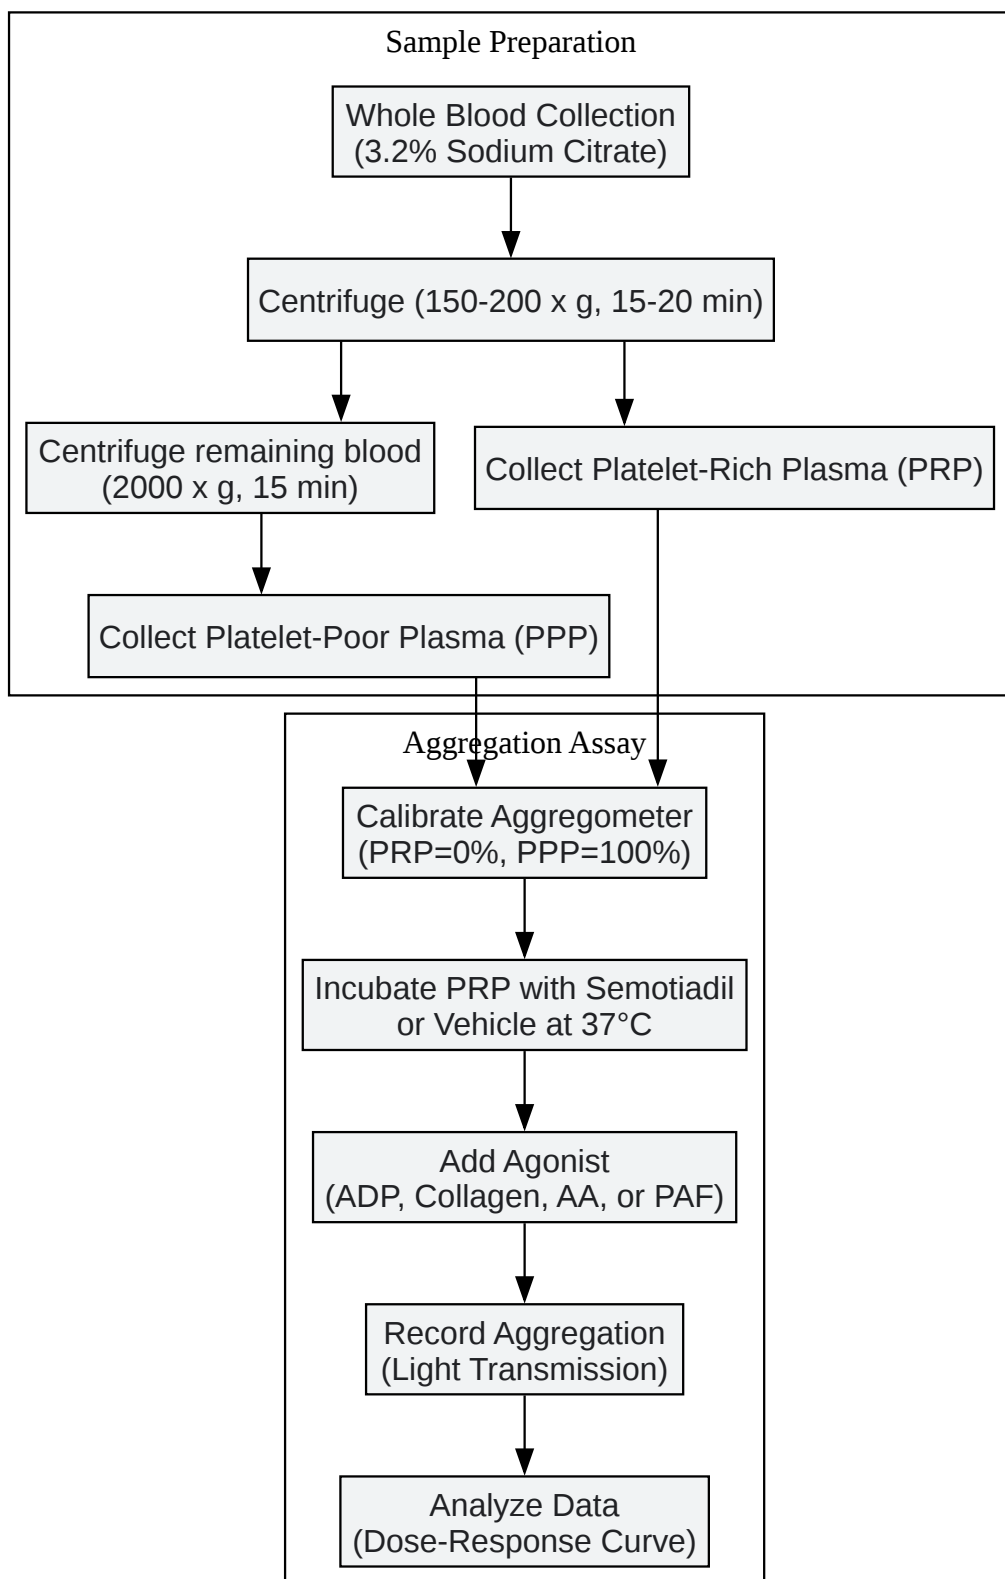 Sample Preparation
Whole Blood Collection
(3.2% Sodium Citrate)
Centrifuge (150-200 x g, 15-20 min)
Centrifuge remaining blood
(2000 x g, 15 min)
Collect Platelet-Rich Plasma (PRP)
Collect Platelet-Poor Plasma (PPP)
Aggregation Assay
Calibrate Aggregometer
(PRP=0%, PPP=100%)
Incubate PRP with Semotiadil
or Vehicle at 37°C
Add Agonist
(ADP, Collagen, AA, or PAF)
Record Aggregation
(Light Transmission)
Analyze Data
(Dose-Response Curve)